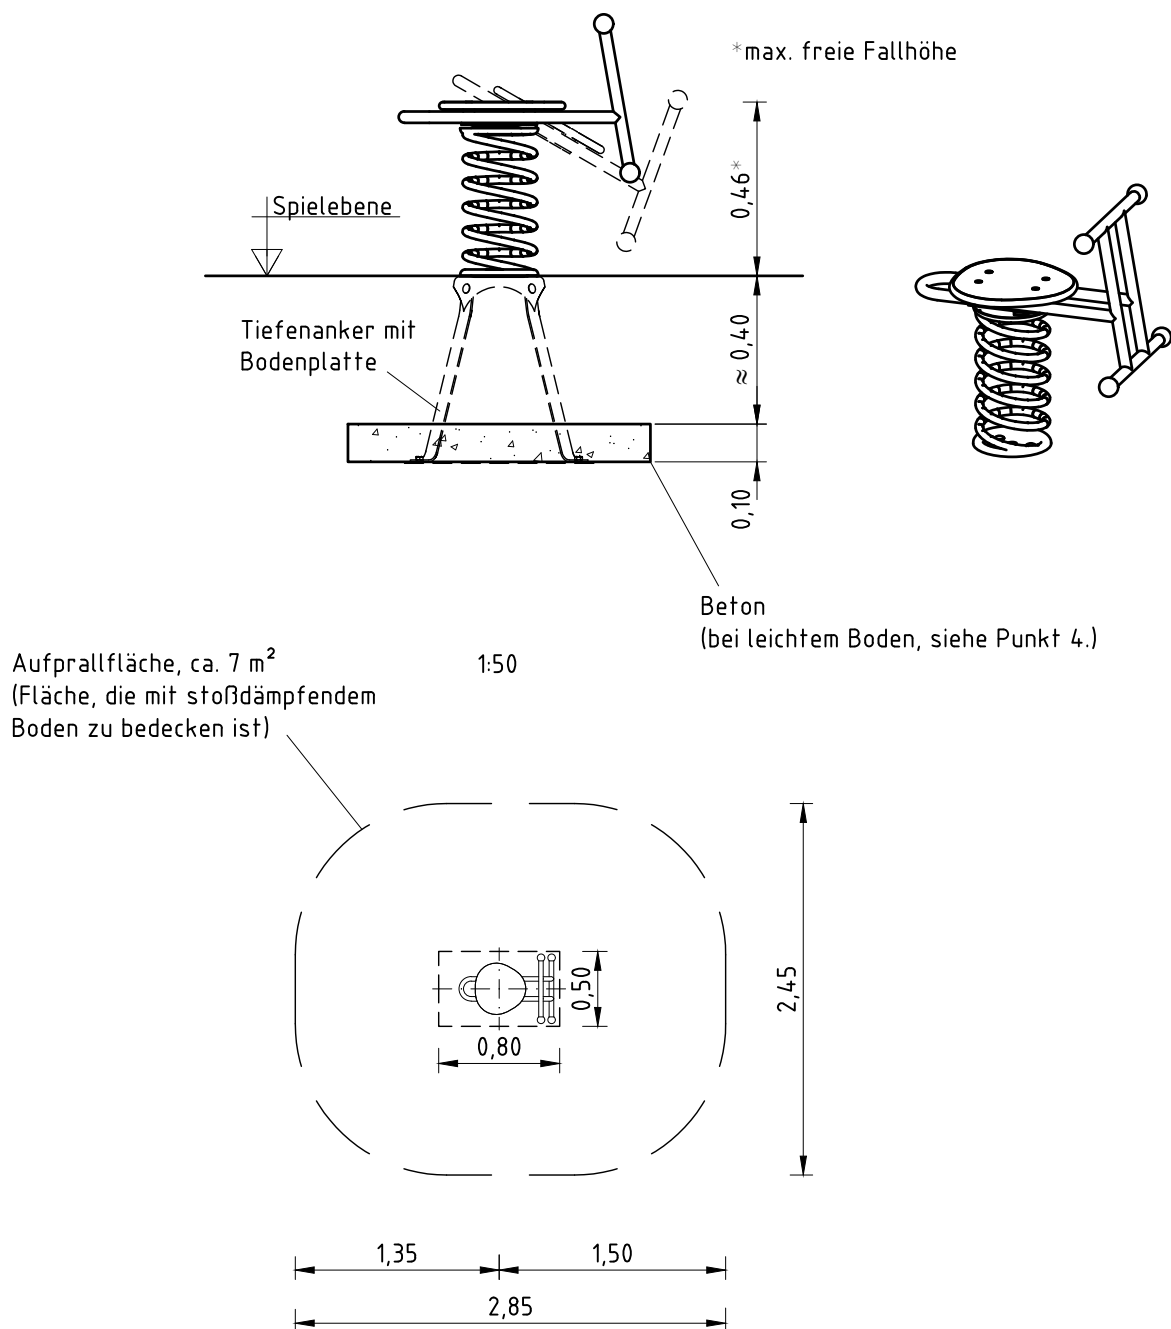 *max. freie Fallhöhe
0,46*
Spielebene
Tiefenanker mit
Bodenplatte
≈ 0,40
0,10
Beton
(bei leichtem Boden, siehe Punkt 4.)
Aufprallfläche, ca. 7 m²
(Fläche, die mit stoßdämpfendem
Boden zu bedecken ist)
1:50
0,50
0,80
2,45
1,35
1,50
2,85